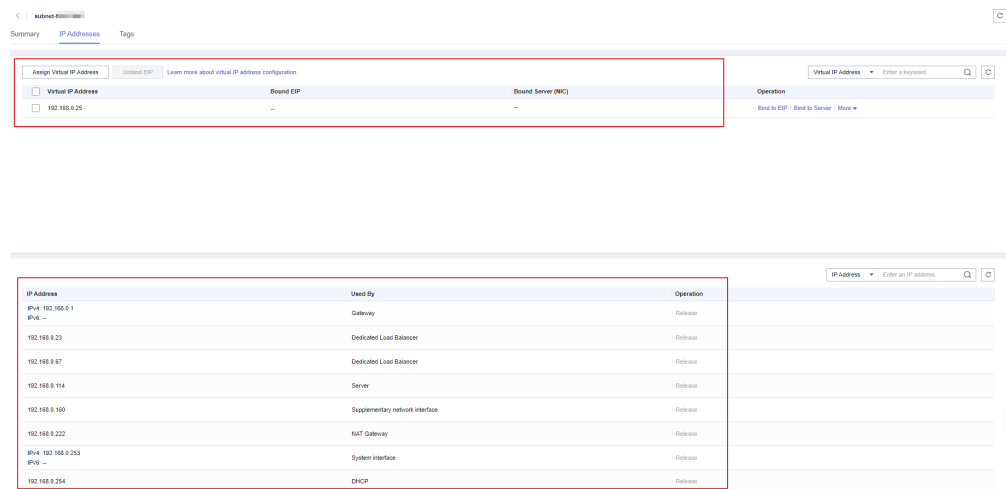 subnet-
Summary IP Addresses Tags
Assign Virtual IP Address Unbind EIP Learn more about virtual IP address configuration. Virtual IP Address Enter a keyword.
Virtual IP Address Bound EIP Bound Server (NIC) Operation
192.168.0.25 -- -- Bind to EIP Bind to Server More
IP Address Enter an IP address.
IP Address Used By Operation
IPv4: 192.168.0.1
IPv6: --
Gateway Release
192.168.0.23 Dedicated Load Balancer Release
192.168.0.67 Dedicated Load Balancer Release
192.168.0.114 Server Release
192.168.0.160 Supplementary network interface Release
192.168.0.222 NAT Gateway Release
IPv4: 192.168.0.253
IPv6: --
System interface Release
192.168.0.254 DHCP Release